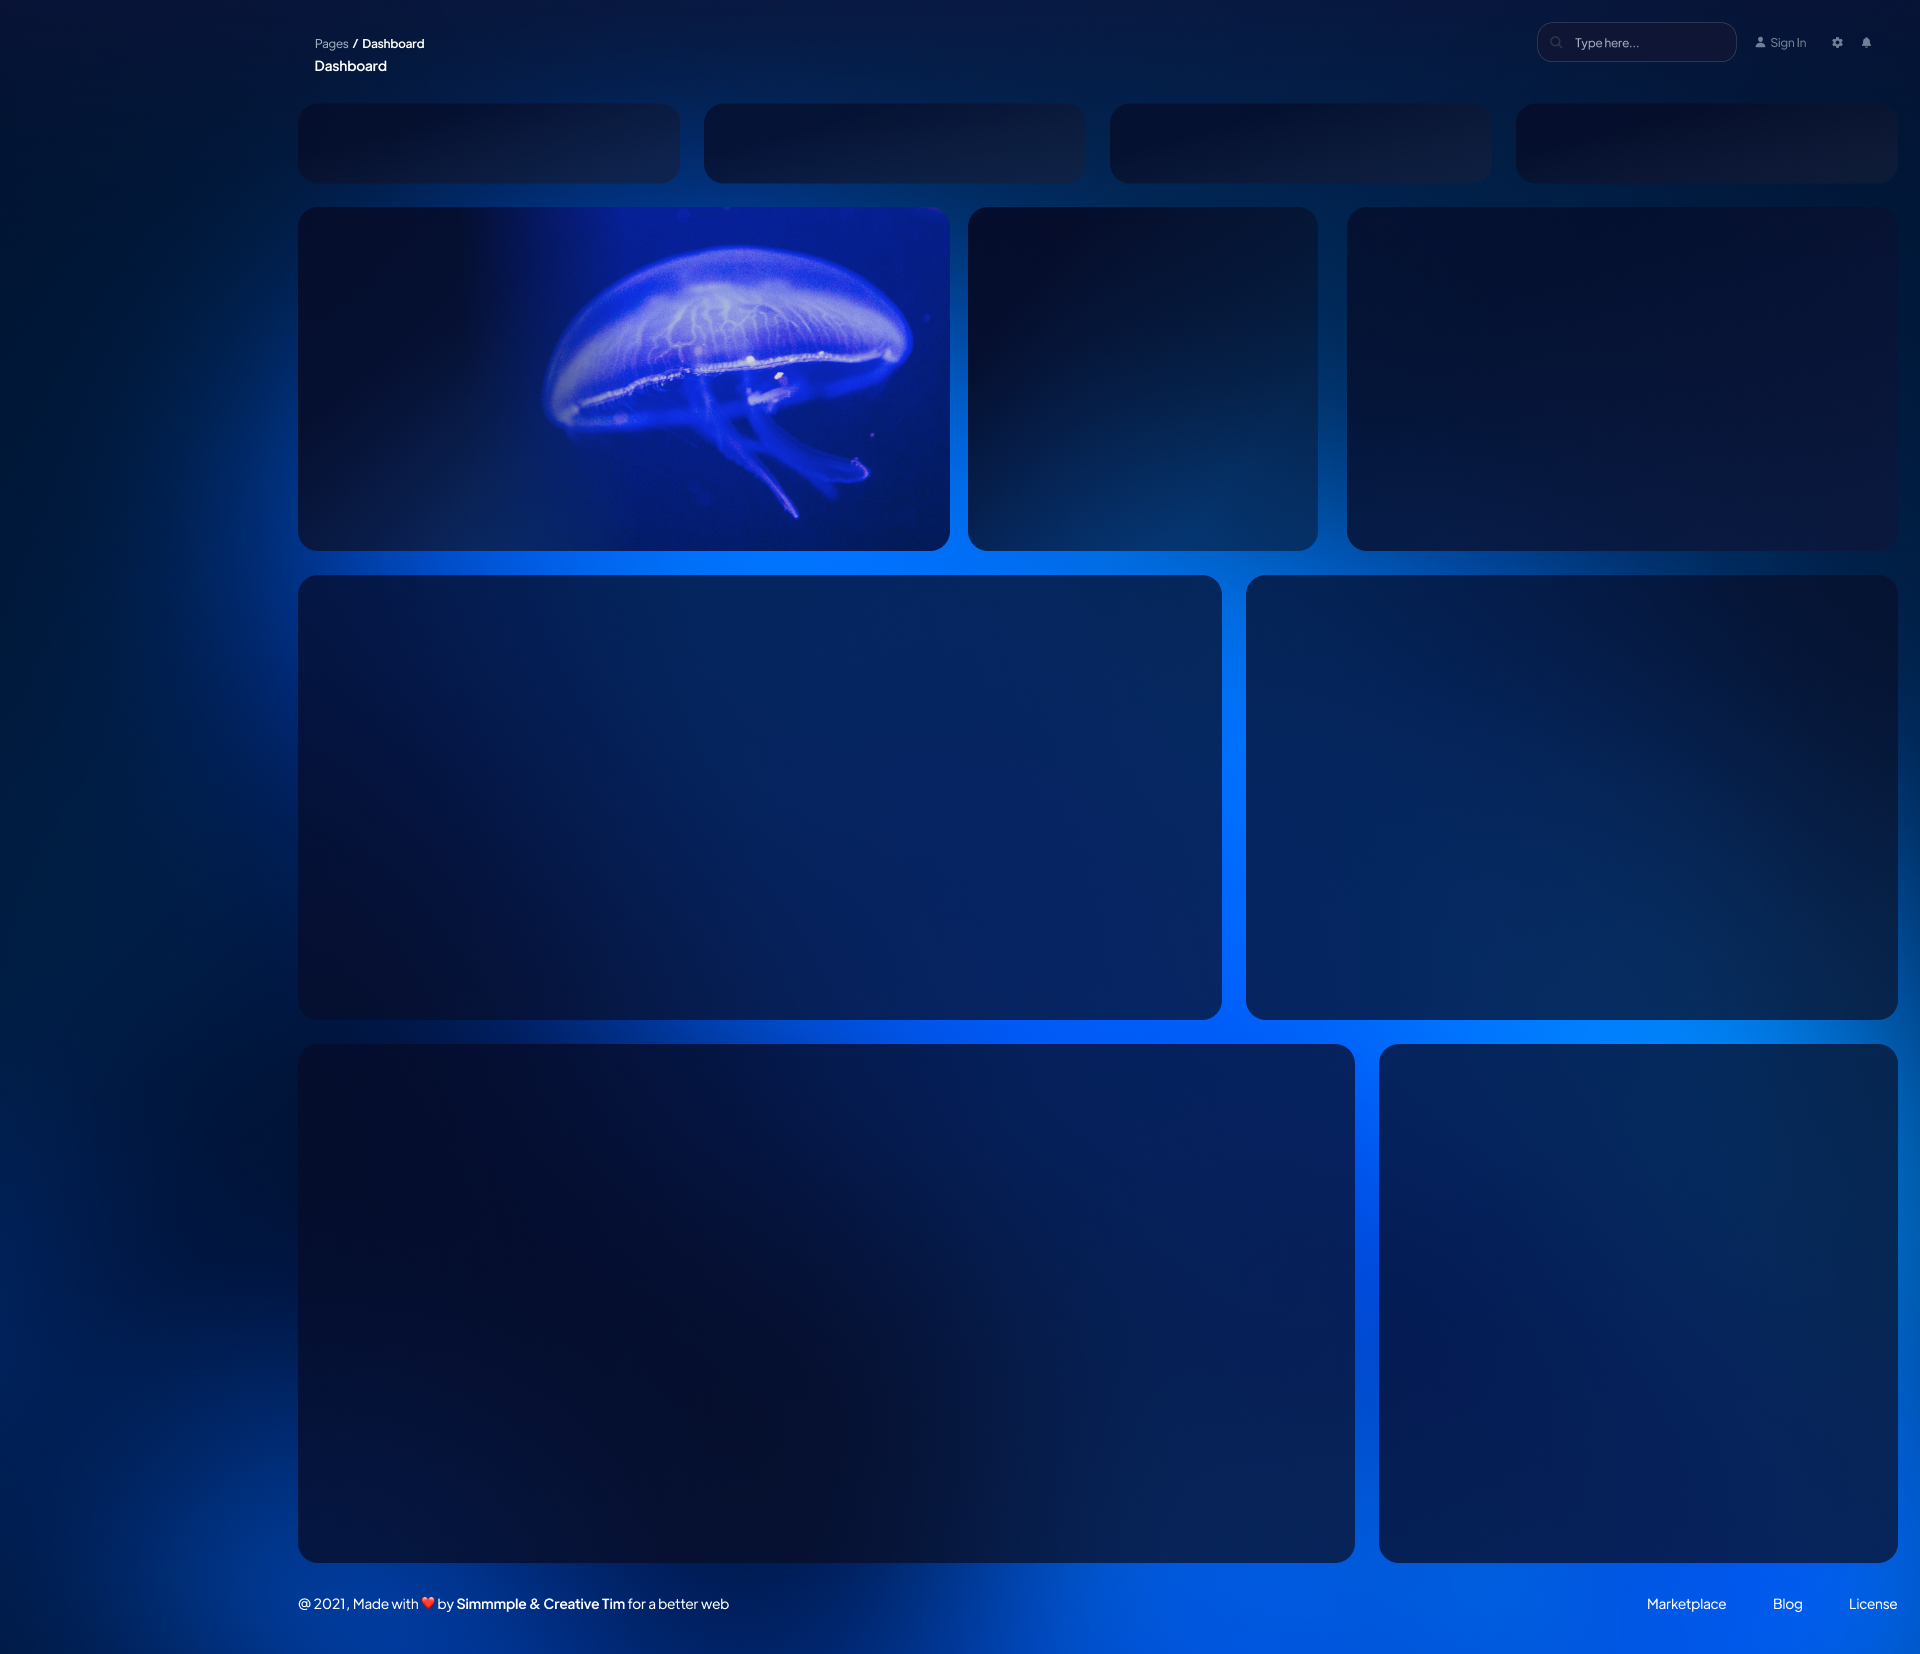 Pages / Dashboard
Dashboard
Type here...
Sign In
@ 2021, Made with ❤️ by Simmmple & Creative Tim for a better web
Marketplace
Blog
License